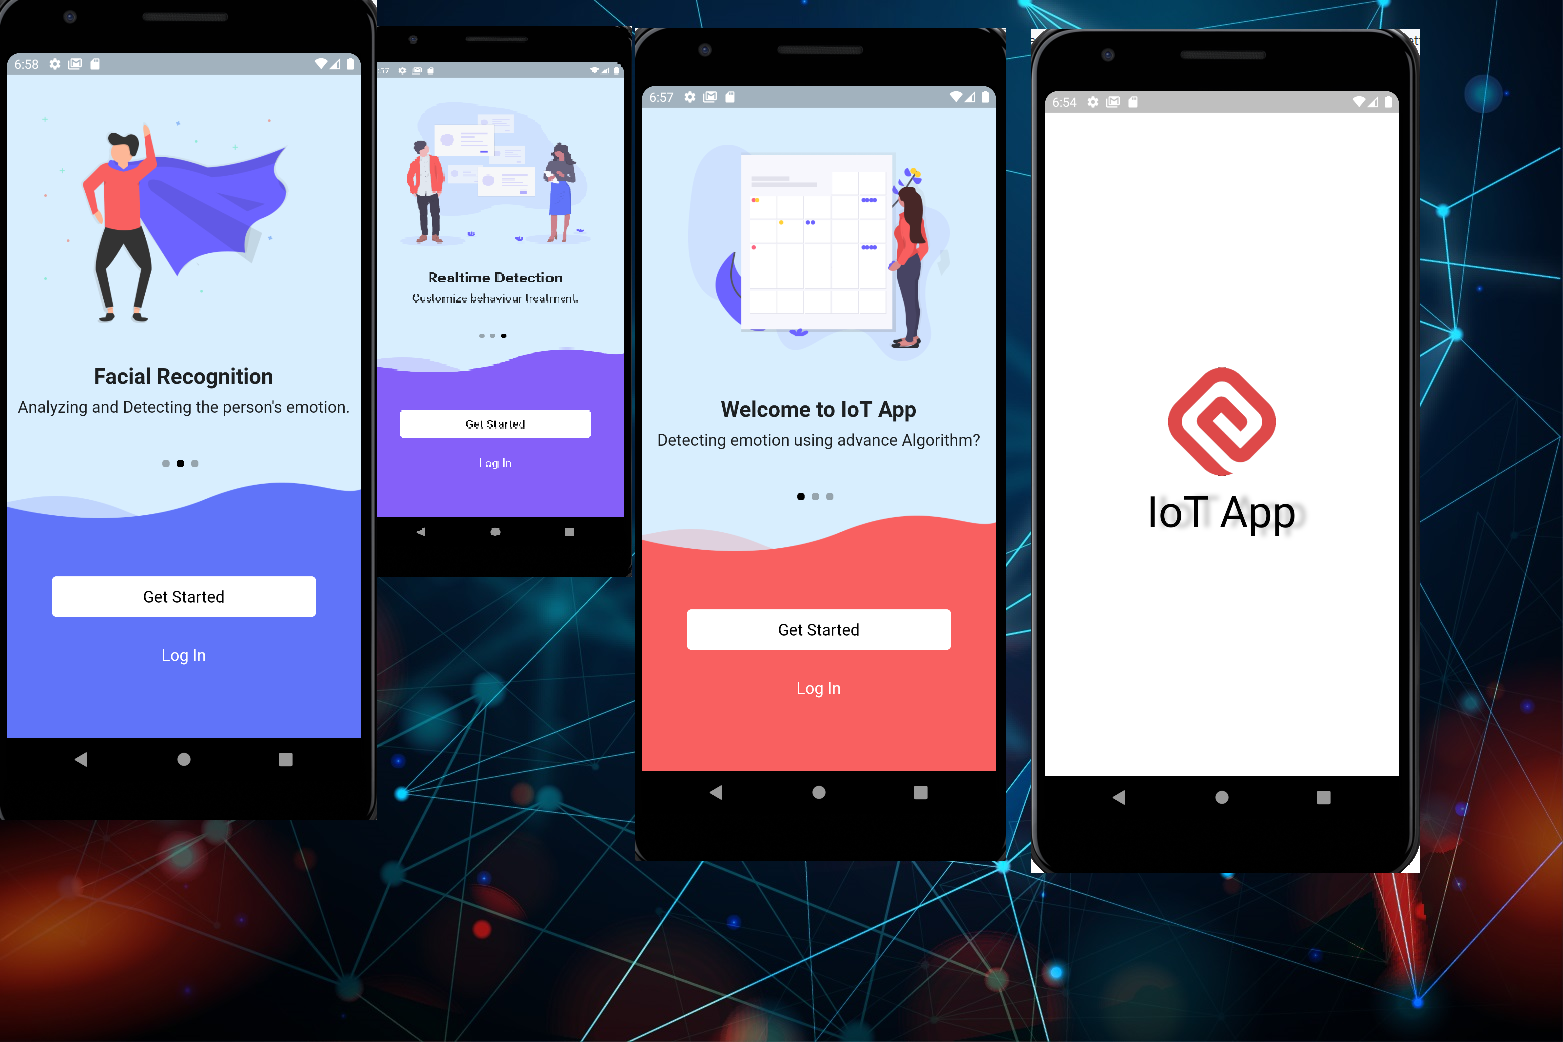 6:58
Facial Recognition
Analyzing and Detecting the person's emotion.
Get Started
Log In
:57
Realtime Detection
Customize behaviour treatment.
Get Started
Log In
6:57
Welcome to IoT App
Detecting emotion using advance Algorithm?
Get Started
Log In
6:54
IoT App